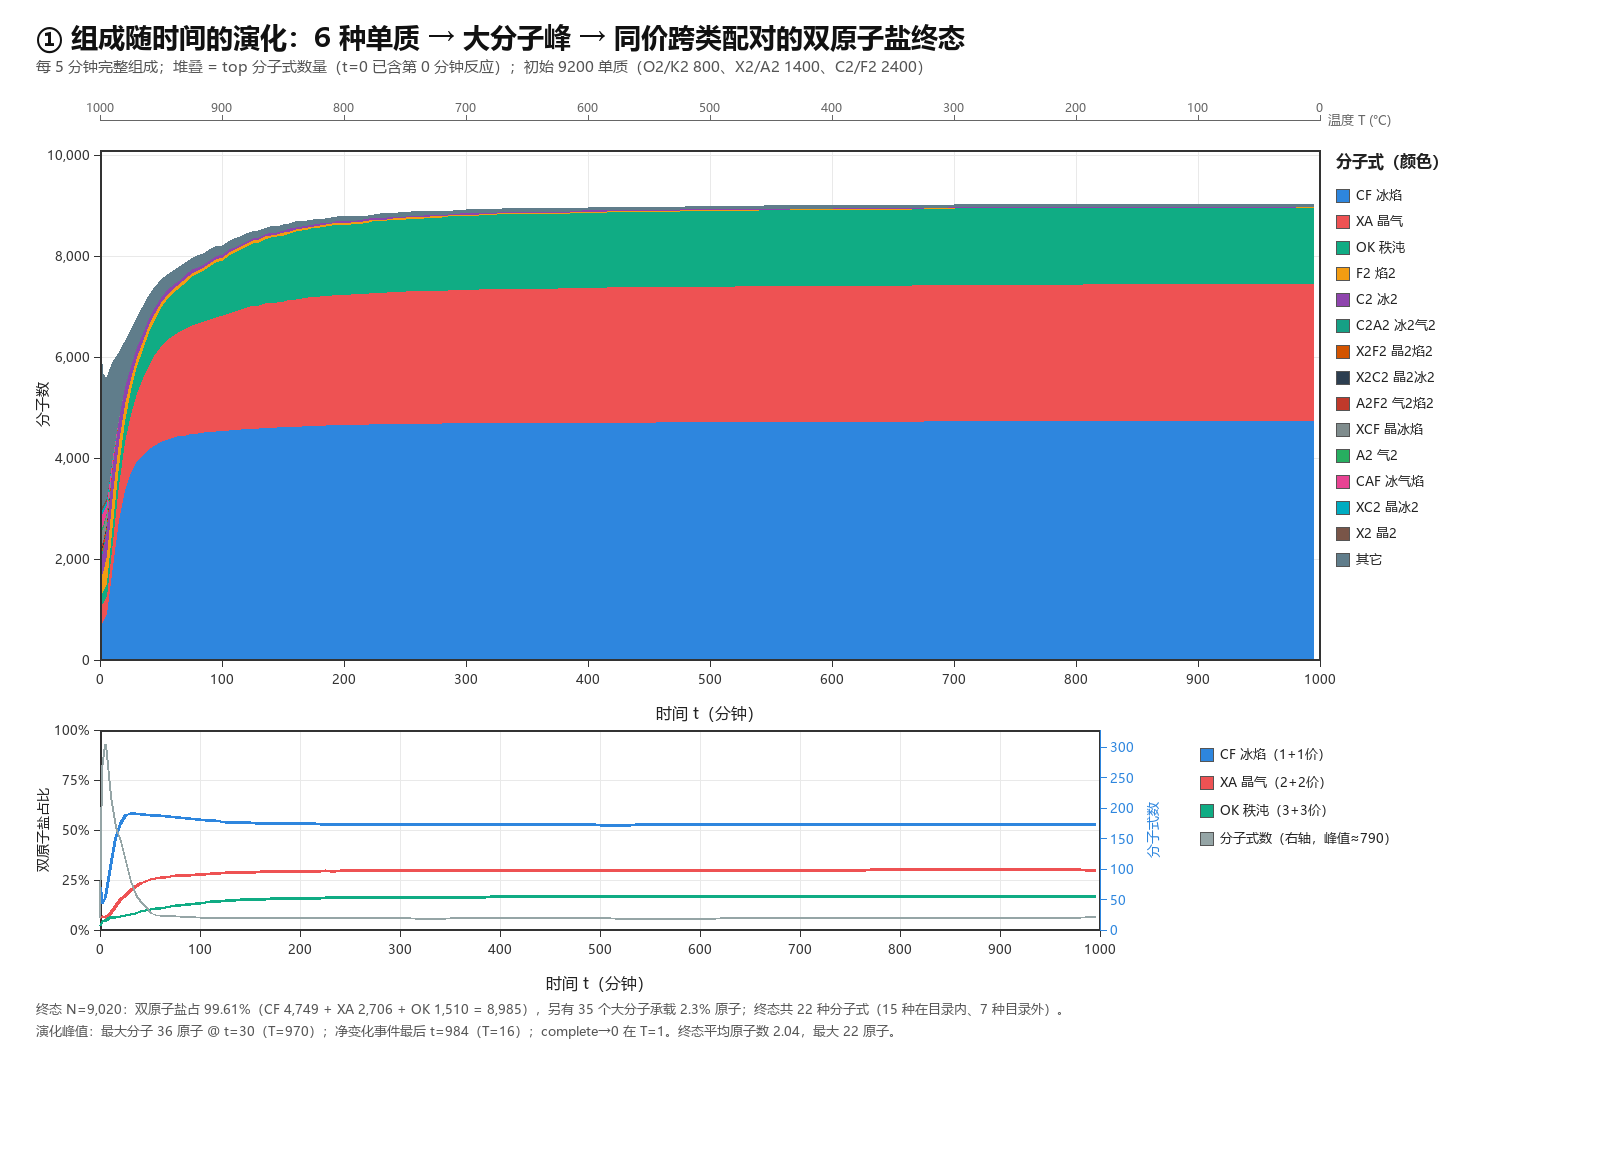 ① 组成随时间的演化：6 种单质 → 大分子峰 → 同价跨类配对的双原子盐终态
每 5 分钟完整组成；堆叠 = top 分子式数量（t=0 已含第 0 分钟反应）；初始 9200 单质（O2/K2 800、X2/A2 1400、C2/F2 2400）
1000 900 800 700 600 500 400 300 200 100 0
温度 T (°C)
分子数
10,000
8,000
6,000
4,000
2,000
0
0 100 200 300 400 500 600 700 800 900 1000
时间 t（分钟）
分子式（颜色）
CF 冰焰
XA 晶气
OK 秩沌
F2 焰2
C2 冰2
C2A2 冰2气2
X2F2 晶2焰2
X2C2 晶2冰2
A2F2 气2焰2
XCF 晶冰焰
A2 气2
CAF 冰气焰
XC2 晶冰2
X2 晶2
其它
双原子盐占比
100%
75%
50%
25%
0%
0 100 200 300 400 500 600 700 800 900 1000
时间 t（分钟）
300
250
200
150
100
50
0
分子式数
CF 冰焰（1+1价）
XA 晶气（2+2价）
OK 秩沌（3+3价）
分子式数（右轴，峰值≈790）
终态 N=9,020：双原子盐占 99.61%（CF 4,749 + XA 2,706 + OK 1,510 = 8,985），另有 35 个大分子承载 2.3% 原子；终态共 22 种分子式（15 种在目录内、7 种目录外）。
演化峰值：最大分子 36 原子 @ t=30（T=970）；净变化事件最后 t=984（T=16）；complete→0 在 T=1。终态平均原子数 2.04，最大 22 原子。